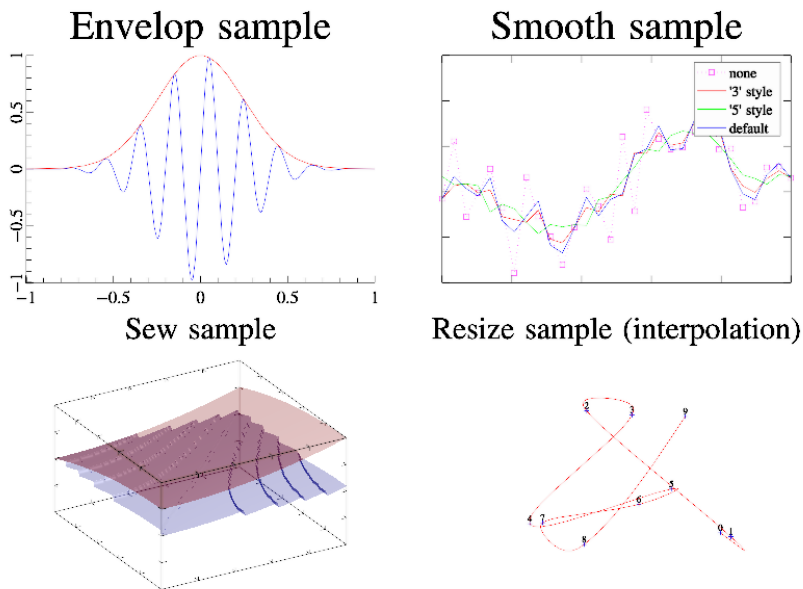 Envelop sample
1
0.5
0
−0.5
−1
−1
−0.5
0
0.5
1
Smooth sample
none
'3' style
'5' style
default
Sew sample
Resize sample (interpolation)
2
3
9
5
6
4
7
0
1
8